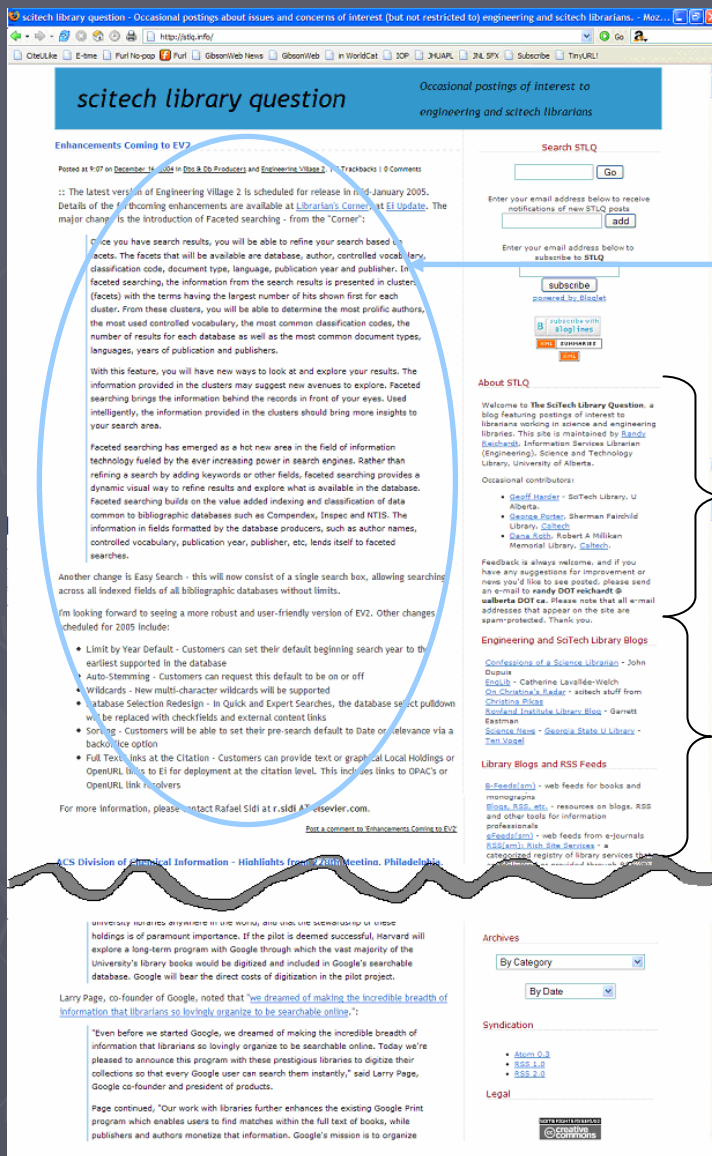 scitech library question - Occasional postings about issues and concerns of interest (but not restricted to) engineering and scitech librarians. - Moz...
http://stlq.info/
Go
CiteULike
E-time
Furl No-pop
Furl
GibsonWeb News
GibsonWeb
in WorldCat
IOP
JHUAPL
JNL SFX
Subscribe
TinyURL!
scitech library question
Occasional postings of interest to
engineering and scitech librarians
Enhancements Coming to EV2
Posted at 9:07 on December 14, 2004 in Dbs & Db Producers and Engineering Village 2. | Trackbacks | 0 Comments
:: The latest version of Engineering Village 2 is scheduled for release in mid-January 2005.
Details of the forthcoming enhancements are available at Librarian's Corner, at EI Update. The
major change is the introduction of Faceted searching - from the "Corner":
Once you have search results, you will be able to refine your search based on
facets. The facets that will be available are database, author, controlled vocabulary,
classification code, document type, language, publication year and publisher. In
faceted searching, the information from the search results is presented in clusters
(facets) with the terms having the largest number of hits shown first for each
cluster. From these clusters, you will be able to determine the most prolific authors,
the most used controlled vocabulary, the most common classification codes, the
number of results for each database as well as the most common document types,
languages, years of publication and publishers.
With this feature, you will have new ways to look at and explore your results. The
information provided in the clusters may suggest new avenues to explore. Faceted
searching brings the information behind the records in front of your eyes. Used
intelligently, the information provided in the clusters should bring more insights to
your search area.
Faceted searching has emerged as a hot new area in the field of information
technology fueled by the ever increasing power in search engines. Rather than
refining a search by adding keywords or other fields, faceted searching provides a
dynamic visual way to refine results and explore what is available in the database.
Faceted searching builds on the value added indexing and classification of data
common to bibliographic databases such as Compendex, Inspec and NTIS. The
information in fields formatted by the database producers, such as author names,
controlled vocabulary, publication year, publisher, etc, lends itself to faceted
searches.
Another change is Easy Search - this will now consist of a single search box, allowing searching
across all indexed fields of all bibliographic databases without limits.
I'm looking forward to seeing a more robust and user-friendly version of EV2. Other changes
scheduled for 2005 include:
• Limit by Year Default - Customers can set their default beginning search year to the
earliest supported in the database
• Auto-Stemming - Customers can request this default to be on or off
• Wildcards - New multi-character wildcards will be supported
• Database Selection Redesign - In Quick and Expert Searches, the database select pulldown
will be replaced with checkfields and external content links
• Sorting - Customers will be able to set their pre-search default to Date or Relevance via a
backoffice option
• Full Text Links at the Citation - Customers can provide text or graphical Local Holdings or
OpenURL links to Ei for deployment at the citation level. This includes links to OPAC's or
OpenURL link resolvers
For more information, please contact Rafael Sidi at r.sidi AT elsevier.com.
Post a comment to 'Enhancements Coming to EV2'
ACS Division of Chemical Information - Highlights from 228th Meeting, Philadelphia,
university libraries anywhere in the world, and that the stewardship of these
holdings is of paramount importance. If the pilot is deemed successful, Harvard will
explore a long-term program with Google through which the vast majority of the
University's library books would be digitized and included in Google's searchable
database. Google will bear the direct costs of digitization in the pilot project.
Larry Page, co-founder of Google, noted that "we dreamed of making the incredible breadth of
information that librarians so lovingly organize to be searchable online.":
"Even before we started Google, we dreamed of making the incredible breadth of
information that librarians so lovingly organize to be searchable online. Today we're
pleased to announce this program with these prestigious libraries to digitize their
collections so that every Google user can search them instantly," said Larry Page,
Google co-founder and president of products.
Page continued, "Our work with libraries further enhances the existing Google Print
program which enables users to find matches within the full text of books, while
publishers and authors monetize that information. Google's mission is to organize
Search STLQ
Go
Enter your email address below to receive
notifications of new STLQ posts
add
Enter your email address below to
subscribe to STLQ
subscribe
powered by Bloglet
B subscribe with
Bloglines
XML SUMMARIES
XML
About STLQ
Welcome to The SciTech Library Question, a
blog featuring postings of interest to
librarians working in science and engineering
libraries. This site is maintained by Randy
Reichardt, Information Services Librarian
(Engineering), Science and Technology
Library, University of Alberta.
Occasional contributors:
• Geoff Harder - SciTech Library, U
Alberta.
• George Porter, Sherman Fairchild
Library, Caltech
• Dana Roth, Robert A Millikan
Memorial Library, Caltech.
Feedback is always welcome, and if you
have any suggestions for improvement or
news you'd like to see posted, please send
an e-mail to randy DOT reichardt @
ualberta DOT ca. Please note that all e-mail
addresses that appear on the site are
spam-protected. Thank you.
Engineering and SciTech Library Blogs
Confessions of a Science Librarian - John
Dupuis
EngLib - Catherine Lavallée-Welch
On Christina's Radar - scitech stuff from
Christina Pikas
Rowland Institute Library Blog - Garrett
Eastman
Science News - Georgia State U Library -
Teri Vogel
Library Blogs and RSS Feeds
B-Feeds(sm) - web feeds for books and
monographs
Blogs, RSS, etc. - resources on blogs, RSS
and other tools for information
professionals
eFeeds(sm) - web feeds from e-journals
RSS(sm): Rich Site Services - a
categorized registry of library services that
Archives
By Category
By Date
Syndication
• Atom 0.3
• RSS 1.0
• RSS 2.0
Legal
SOME RIGHTS RESERVED
creative
commons